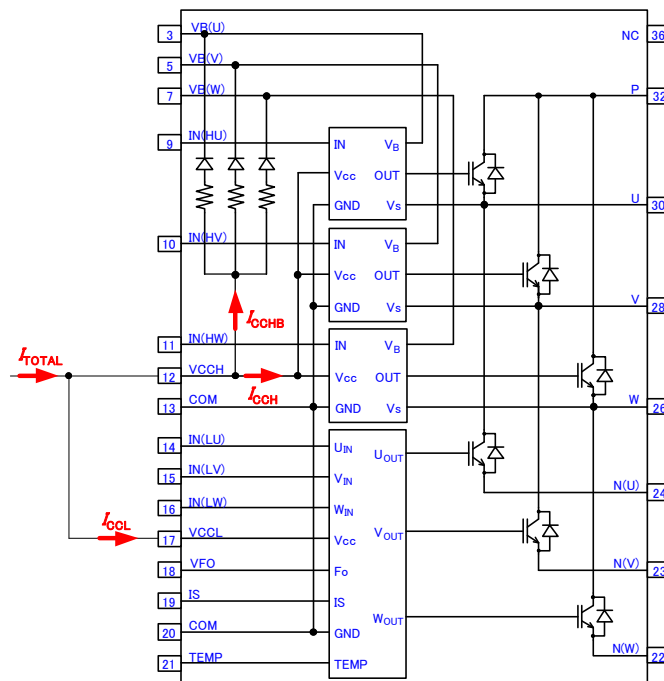 3 VB(U) NC 36
5 VB(V)
7 VB(W) P 32
9 IN(HU) IN VB
Vcc OUT
GND Vs U 30
10 IN(HV) IN VB
Vcc OUT
GND Vs V 28
ICCHB
11 IN(HW) IN VB
ITOTAL
12 VCCH Vcc OUT
ICCH
13 COM GND Vs W 26
14 IN(LU) UIN UOUT
15 IN(LV) VIN
N(U) 24
16 IN(LW) WIN
ICCL
17 VCCL Vcc VOUT
18 VFO Fo N(V) 23
19 IS IS
WOUT
20 COM GND
21 TEMP TEMP N(W) 22